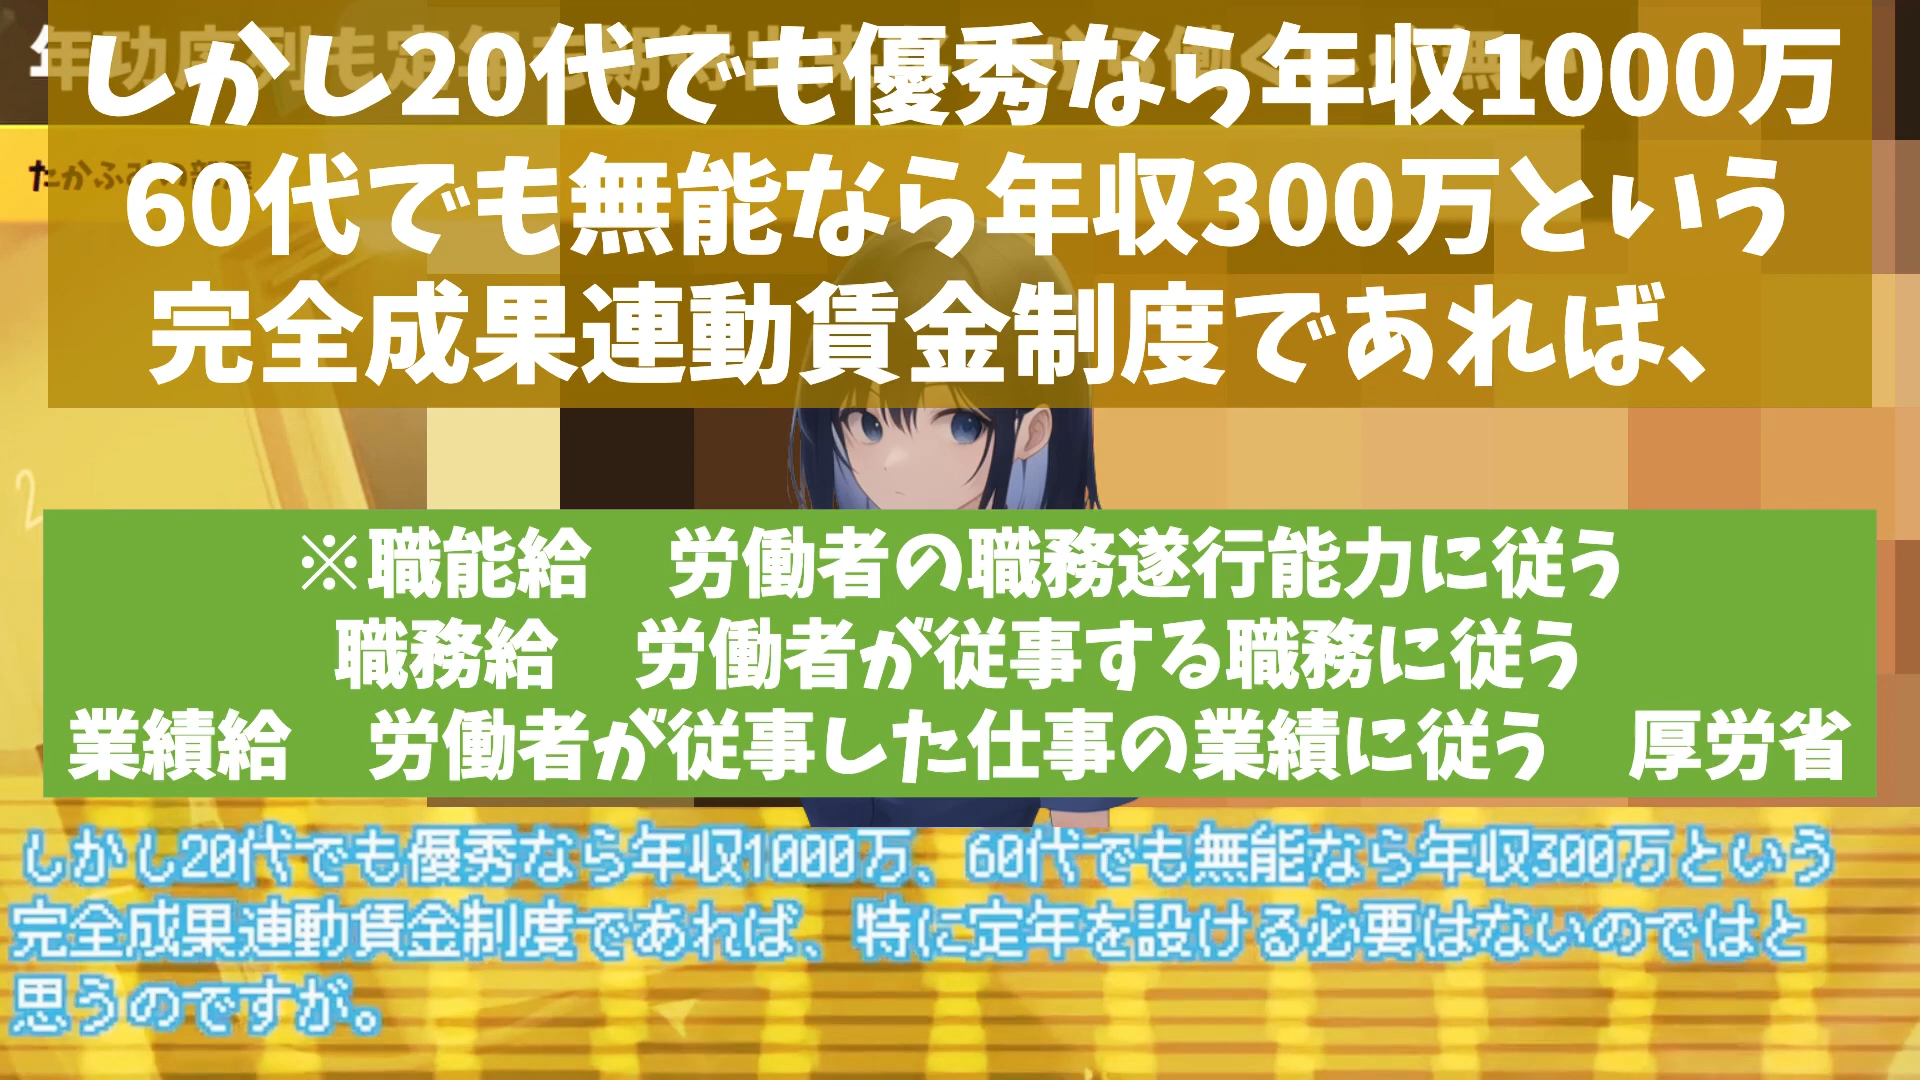 しかし20代でも優秀なら年収1000万
60代でも無能なら年収300万という
完全成果連動賃金制度であれば、
たかふみの部屋
※職能給　労働者の職務遂行能力に従う
職務給　労働者が従事する職務に従う
業績給　労働者が従事した仕事の業績に従う　厚労省
しかし20代でも優秀なら年収1000万、60代でも無能なら年収300万という
完全成果連動賃金制度であれば、特に定年を設ける必要はないのではと
思うのですが。